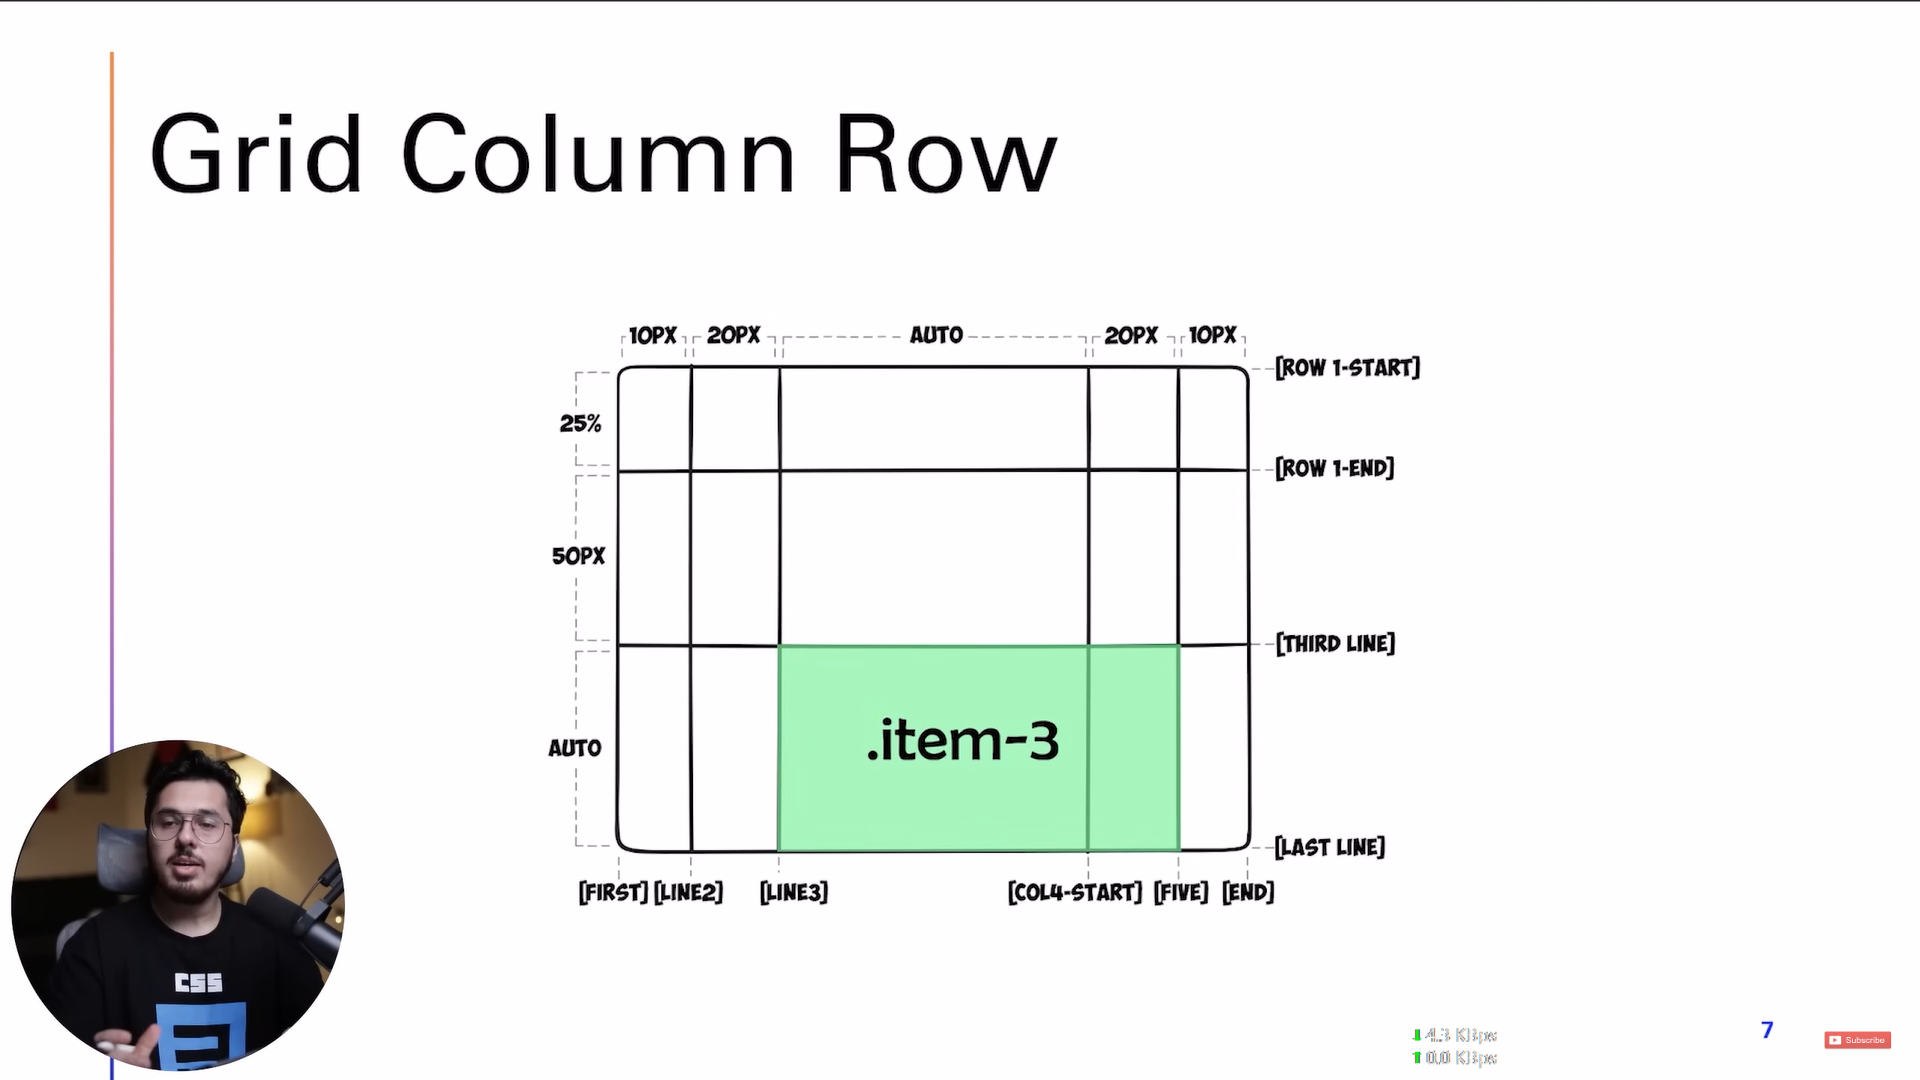 Grid Column Row
10PX 20PX AUTO 20PX 10PX
[ROW 1-START]
25%
[ROW 1-END]
50PX
[THIRD LINE]
.item-3
AUTO
[LAST LINE]
[FIRST] [LINE2] [LINE3] [COL4-START] [FIVE] [END]
CSS
4.3 KBps
0.0 KBps
7
Subscribe